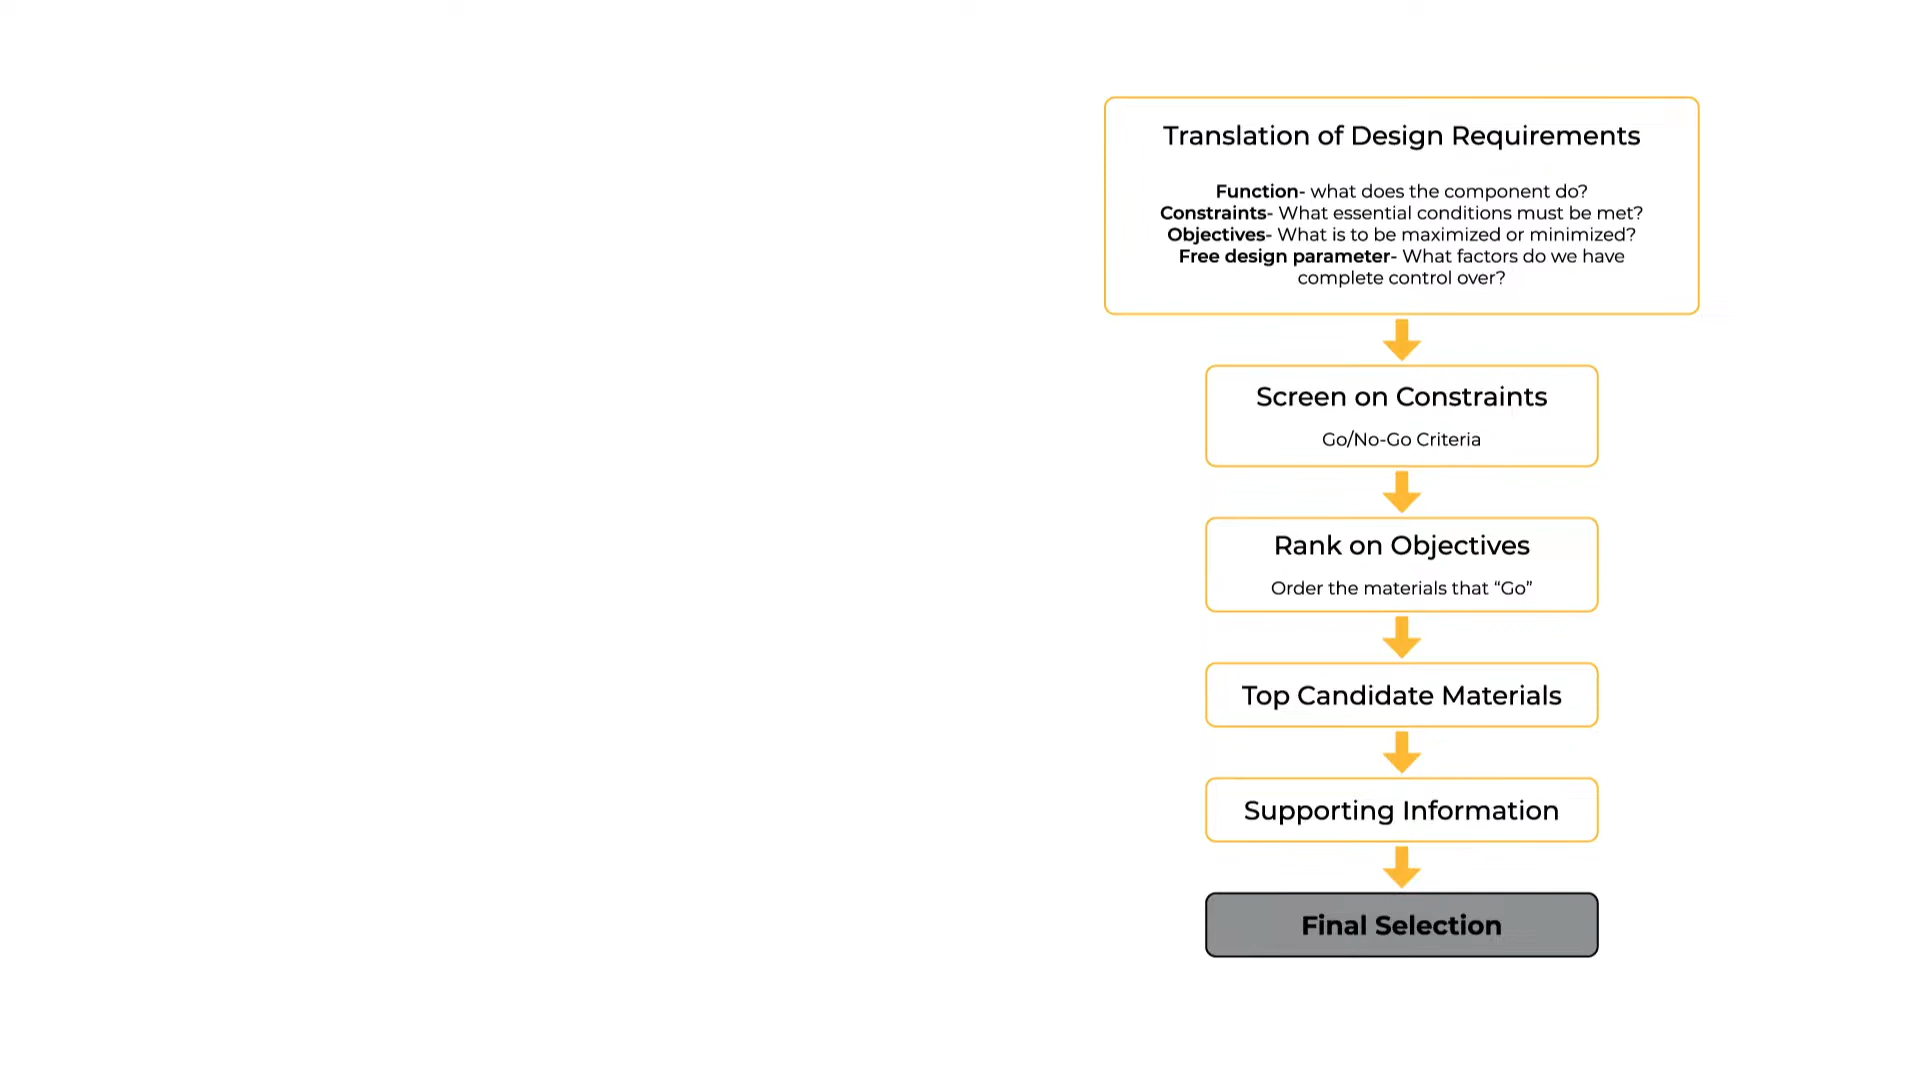 Translation of Design Requirements
Function- what does the component do?
Constraints- What essential conditions must be met?
Objectives- What is to be maximized or minimized?
Free design parameter- What factors do we have
complete control over?
Screen on Constraints
Go/No-Go Criteria
Rank on Objectives
Order the materials that “Go”
Top Candidate Materials
Supporting Information
Final Selection